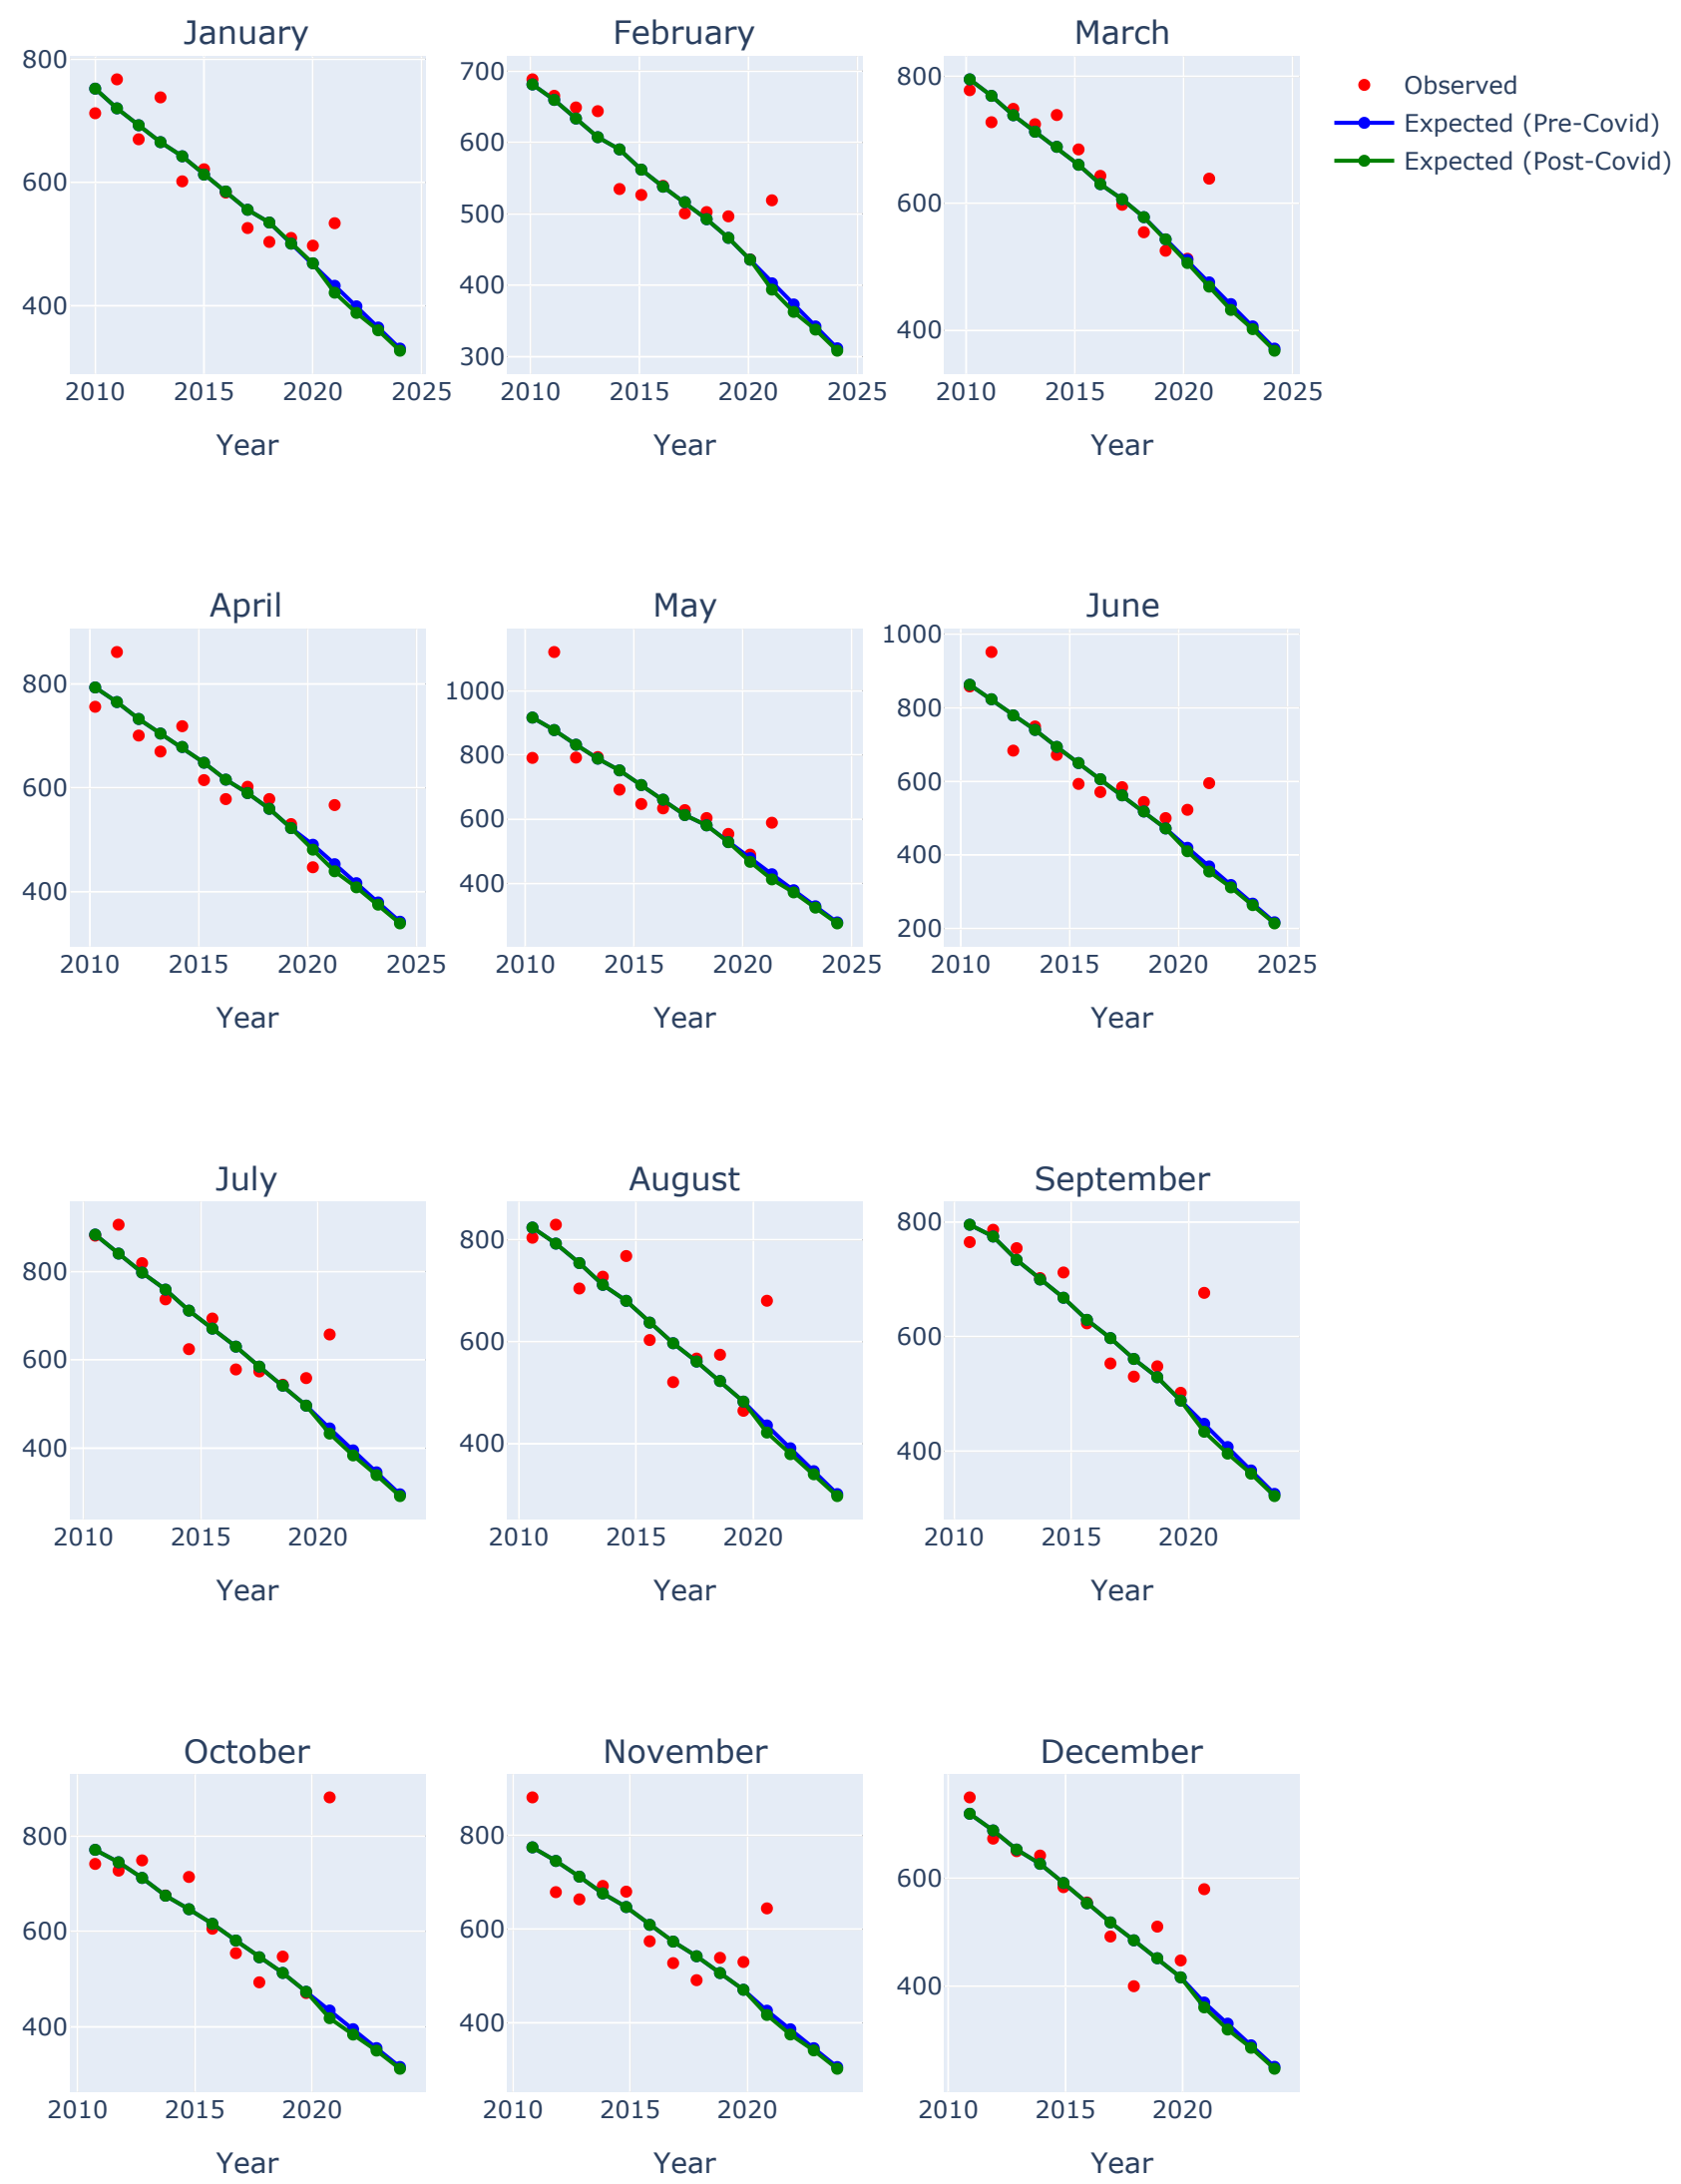 January February March
800
600
400
2010 2015 2020 2025
Year
700
600
500
400
300
2010 2015 2020 2025
Year
800
600
400
2010 2015 2020 2025
Year
Observed
Expected (Pre-Covid)
Expected (Post-Covid)
April May June
800
600
400
2010 2015 2020 2025
Year
1000
800
600
400
2010 2015 2020 2025
Year
1000
800
600
400
200
2010 2015 2020 2025
Year
July August September
800
600
400
2010 2015 2020
Year
800
600
400
2010 2015 2020
Year
800
600
400
2010 2015 2020
Year
October November December
800
600
400
2010 2015 2020
Year
800
600
400
2010 2015 2020
Year
600
400
2010 2015 2020
Year